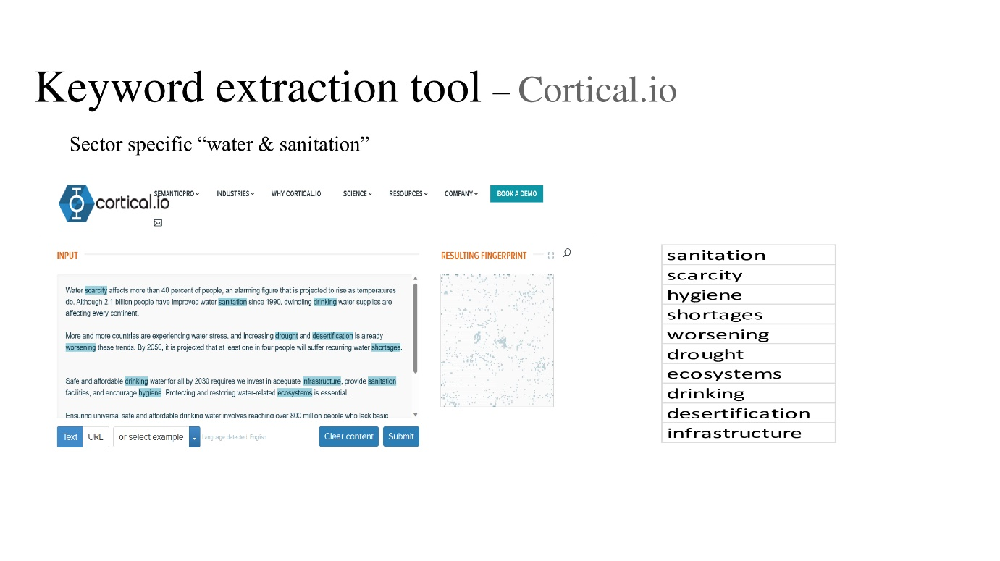 Keyword extraction tool – Cortical.io
Sector specific “water & sanitation”
cortical.io
SEMANTICPRO INDUSTRIES WHY CORTICAL.IO SCIENCE RESOURCES COMPANY BOOK A DEMO
INPUT
Water scarcity affects more than 40 percent of people, an alarming figure that is projected to rise as temperatures
do. Although 2.1 billion people have improved water sanitation since 1990, dwindling drinking water supplies are
affecting every continent.
More and more countries are experiencing water stress, and increasing drought and desertification is already
worsening these trends. By 2050, it is projected that at least one in four people will suffer recurring water shortages.
Safe and affordable drinking water for all by 2030 requires we invest in adequate infrastructure, provide sanitation
facilities, and encourage hygiene. Protecting and restoring water-related ecosystems is essential.
Ensuring universal safe and affordable drinking water involves reaching over 800 million people who lack basic
Text URL or select example Language detected: English Clear content Submit
RESULTING FINGERPRINT
sanitation
scarcity
hygiene
shortages
worsening
drought
ecosystems
drinking
desertification
infrastructure